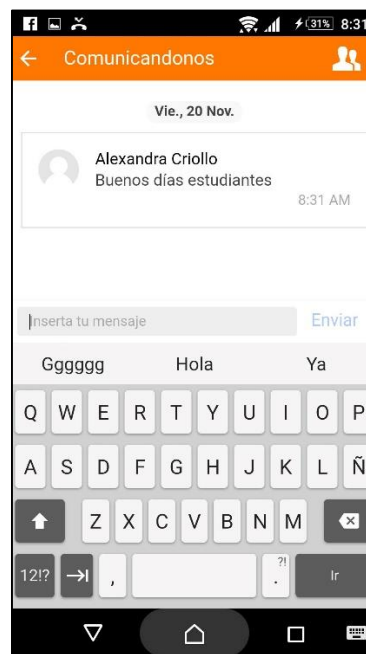 31% 8:31
Comunicandonos
Vie., 20 Nov.
Alexandra Criollo
Buenos días estudiantes
8:31 AM
Inserta tu mensaje Enviar
Gggggg Hola Ya
Q W E R T Y U I O P
A S D F G H J K L Ñ
Z X C V B N M
12!? , ?! . Ir